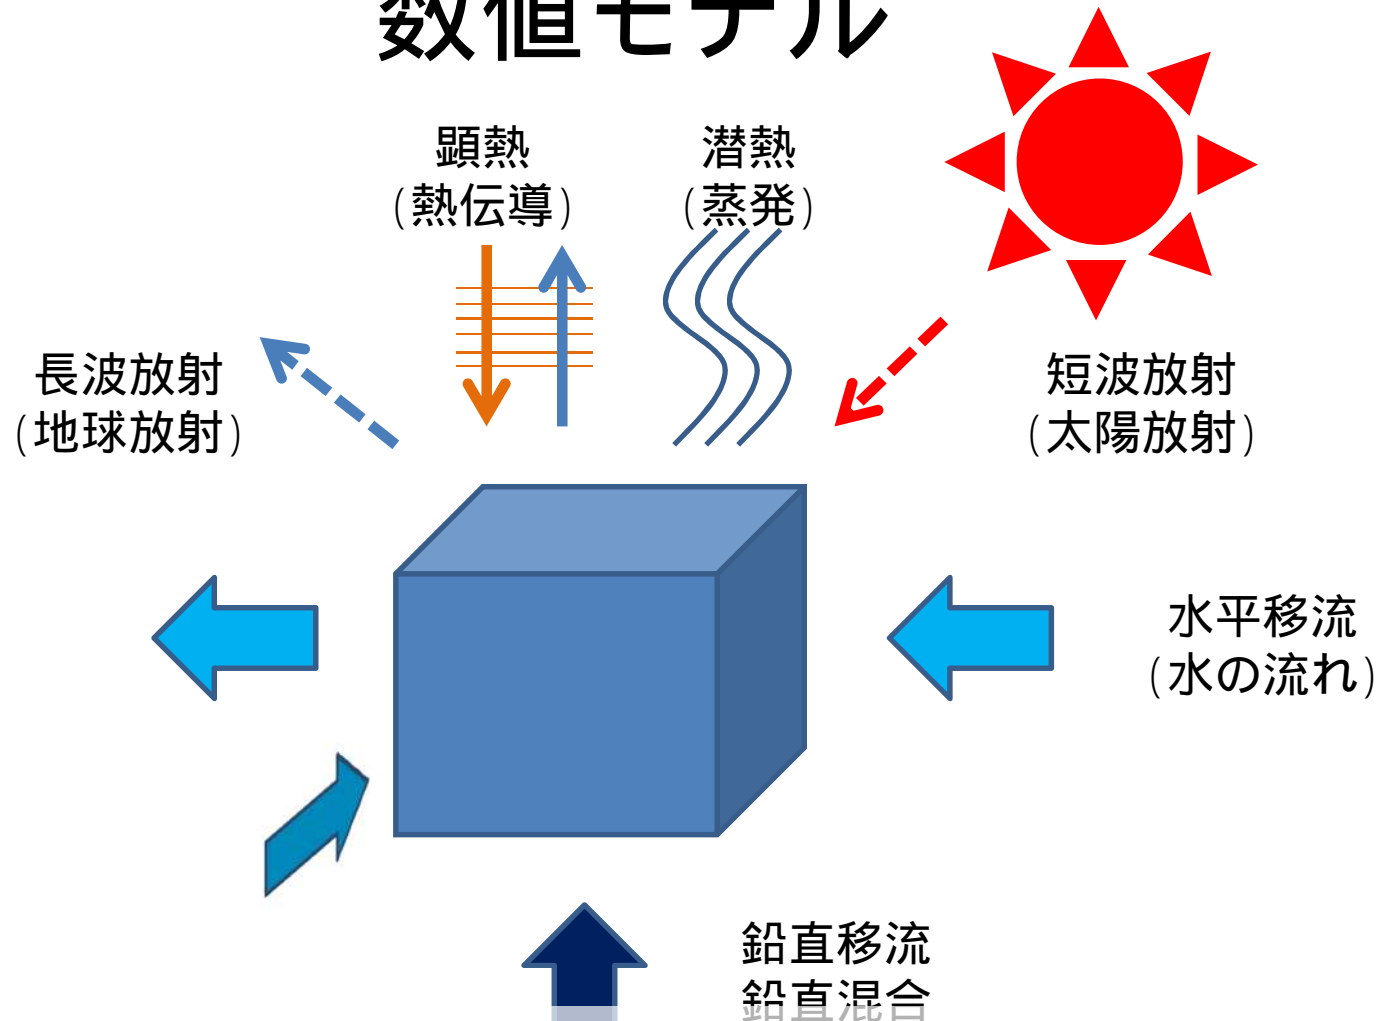 数値モデル
顕熱
(熱伝導)
潜熱
(蒸発)
長波放射
(地球放射)
短波放射
(太陽放射)
水平移流
(水の流れ)
鉛直移流
鉛直混合